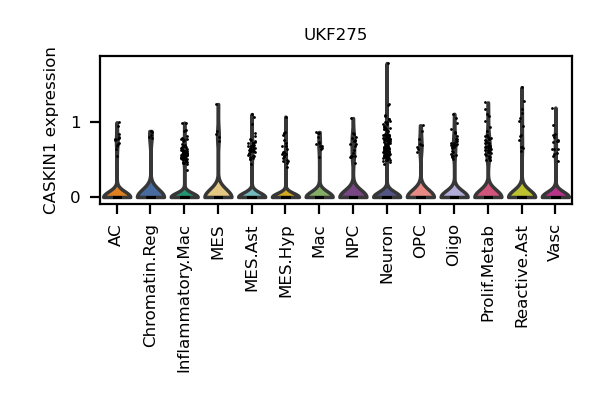 UKF275
CASKIN1 expression
1
0
AC
Chromatin.Reg
Inflammatory.Mac
MES
MES.Ast
MES.Hyp
Mac
NPC
Neuron
OPC
Oligo
Prolif.Metab
Reactive.Ast
Vasc